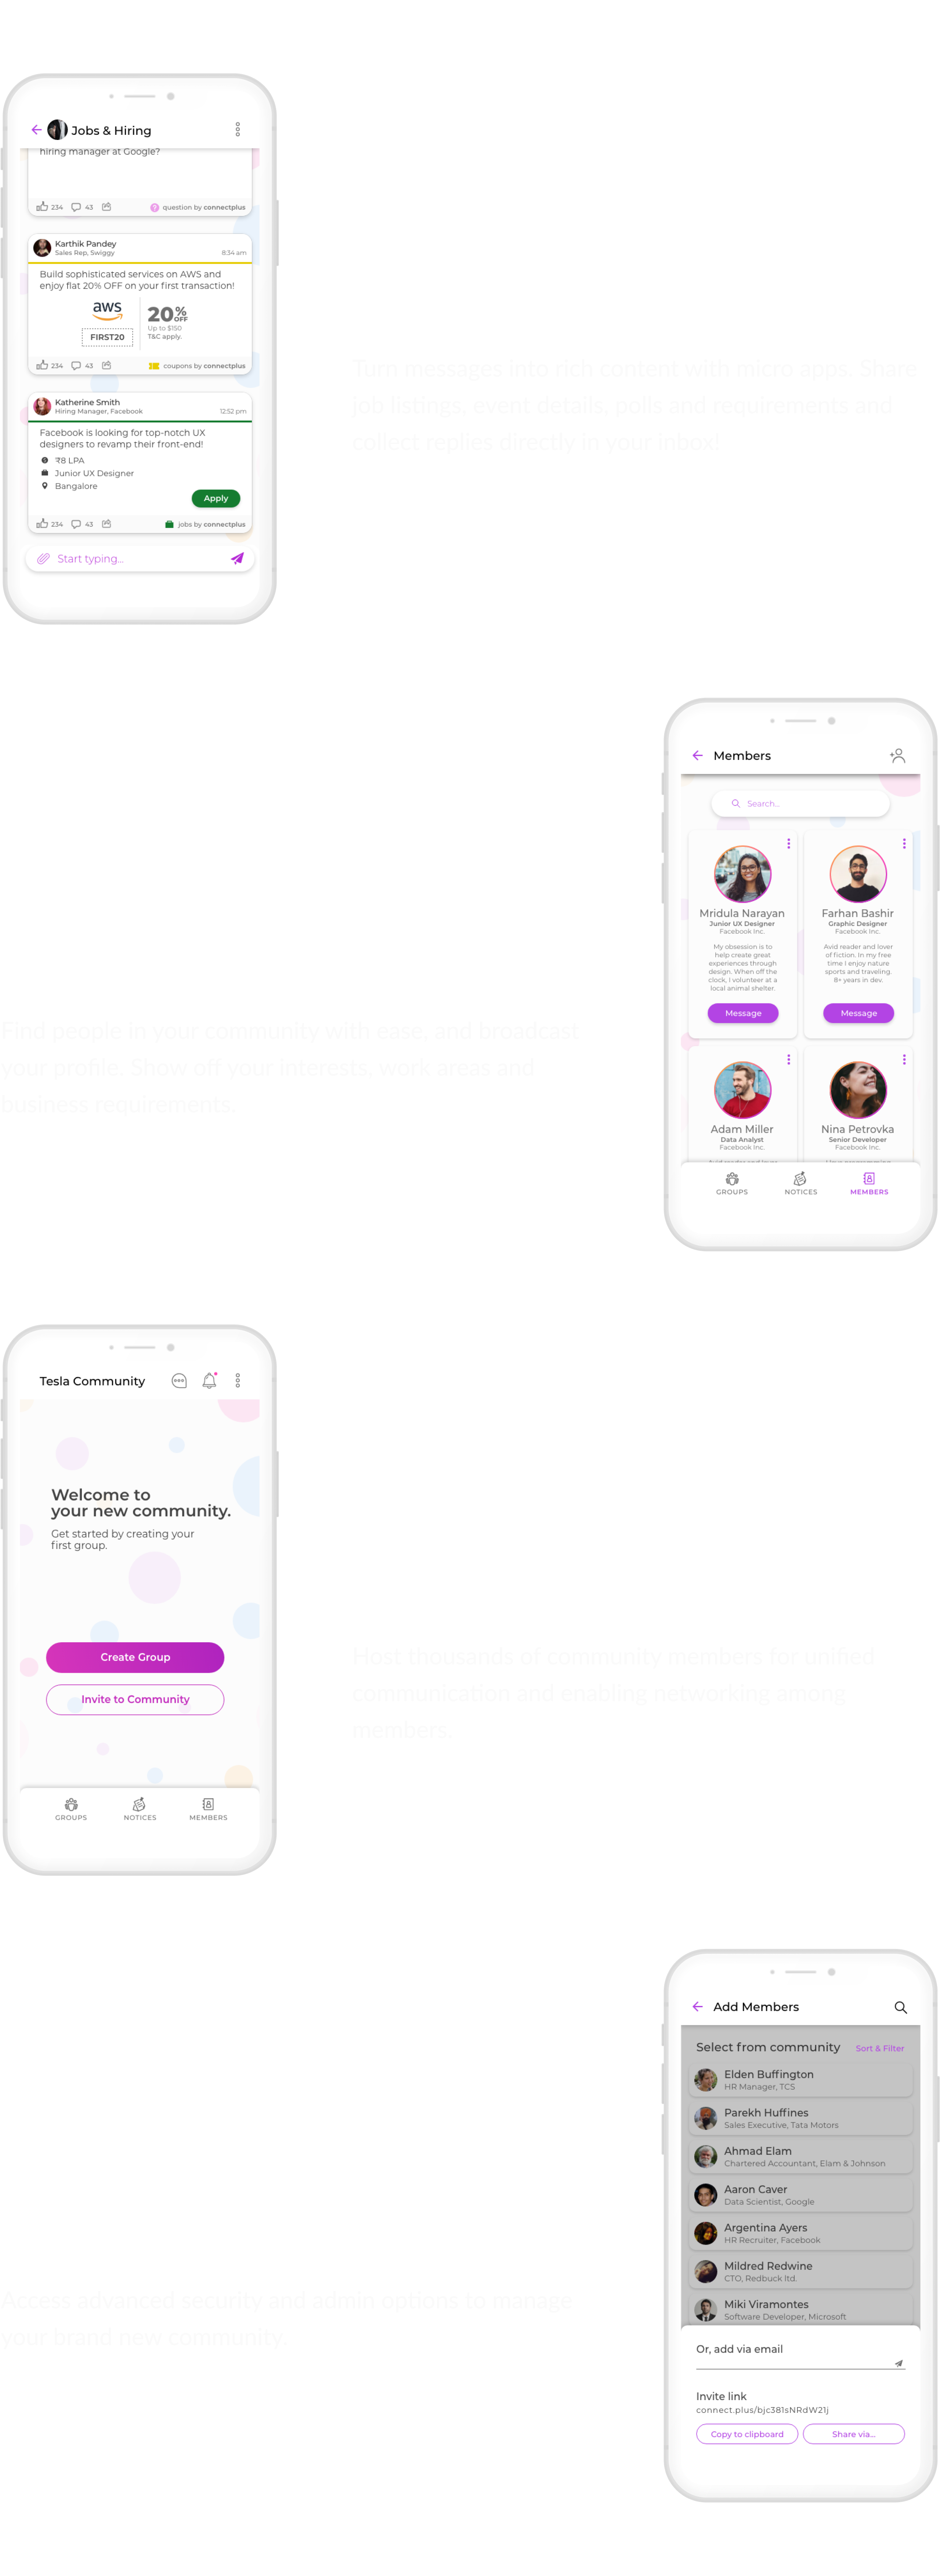 Jobs & Hiring
hiring manager at Google?
234 43 question by connectplus
Karthik Pandey
Sales Rep, Swiggy 8:34 am
Build sophisticated services on AWS and
enjoy flat 20% OFF on your first transaction!
aws
FIRST20
20% OFF
Up to $150
T&C apply.
234 43 coupons by connectplus
Katherine Smith
Hiring Manager, Facebook 12:52 pm
Facebook is looking for top-notch UX
designers to revamp their front-end!
₹8 LPA
Junior UX Designer
Bangalore
Apply
234 43 jobs by connectplus
Start typing...
Turn messages into rich content with micro apps. Share
job listings, event details, polls and requirements and
collect replies directly in your inbox!
Members
Search...
Mridula Narayan
Junior UX Designer
Facebook Inc.
My obsession is to
help create great
experiences through
design. When off the
clock, I volunteer at a
local animal shelter.
Message
Farhan Bashir
Graphic Designer
Facebook Inc.
Avid reader and lover
of fiction. In my free
time I enjoy nature
sports and traveling.
8+ years in dev.
Message
Adam Miller
Data Analyst
Facebook Inc.
Nina Petrovka
Senior Developer
Facebook Inc.
GROUPS NOTICES MEMBERS
Find people in your community with ease, and broadcast
your profile. Show off your interests, work areas and
business requirements.
Tesla Community
Welcome to
your new community.
Get started by creating your
first group.
Create Group
Invite to Community
GROUPS NOTICES MEMBERS
Host thousands of community members for unified
communication and enabling networking among
members.
Add Members
Select from community Sort & Filter
Elden Buffington
HR Manager, TCS
Parekh Huffines
Sales Executive, Tata Motors
Ahmad Elam
Chartered Accountant, Elam & Johnson
Aaron Caver
Data Scientist, Google
Argentina Ayers
HR Recruiter, Facebook
Mildred Redwine
CTO, Redbuck ltd.
Miki Viramontes
Software Developer, Microsoft
Or, add via email
Invite link
connect.plus/bjc381sNRdW21j
Copy to clipboard Share via...
Access advanced security and admin options to manage
your brand new community.